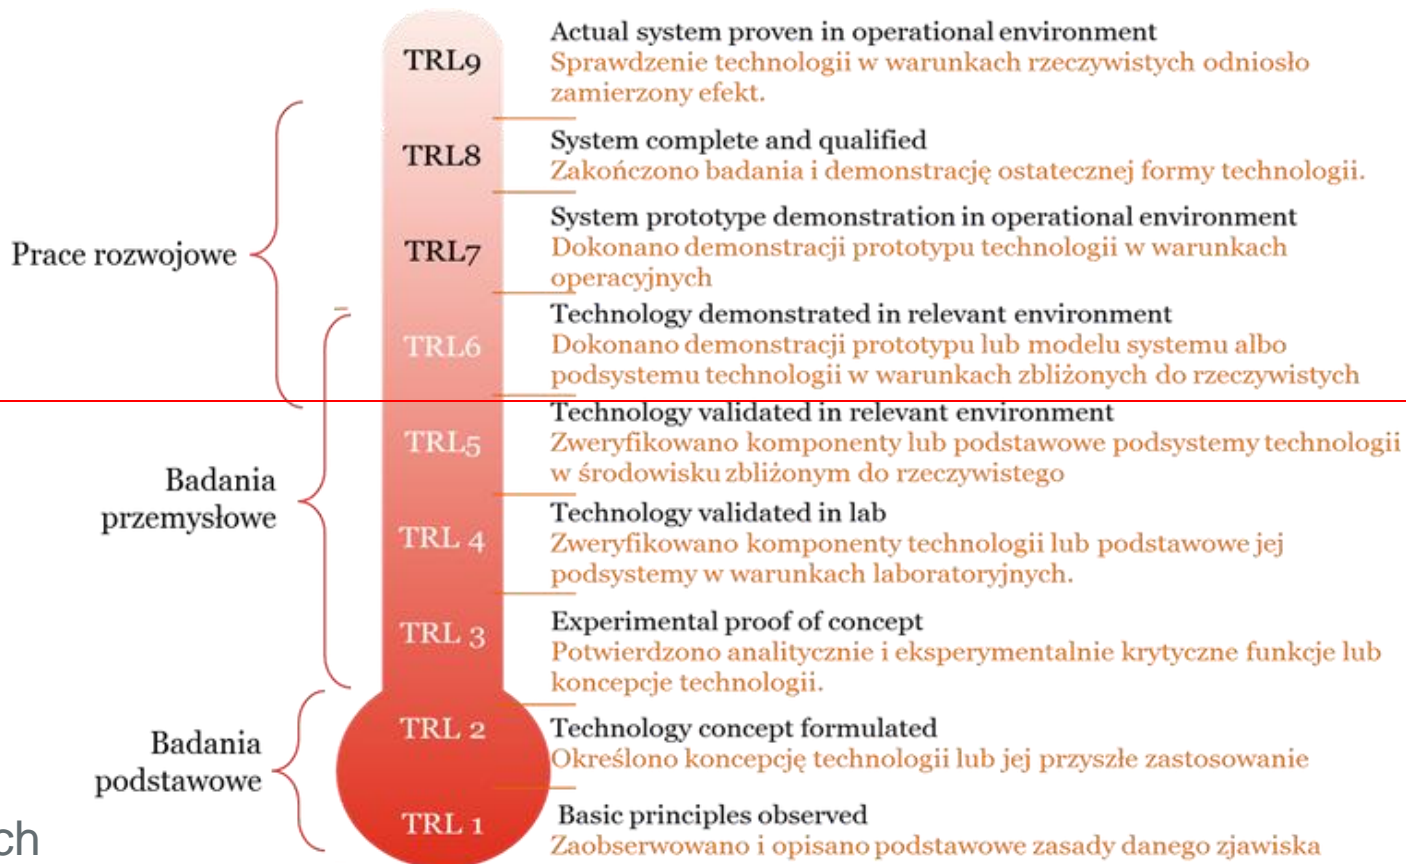 TRL9
Actual system proven in operational environment
Sprawdzenie technologii w warunkach rzeczywistych odniosło
zamierzony efekt.
TRL8
System complete and qualified
Zakończono badania i demonstrację ostatecznej formy technologii.
Prace rozwojowe
TRL7
System prototype demonstration in operational environment
Dokonano demonstracji prototypu technologii w warunkach
operacyjnych
TRL6
Technology demonstrated in relevant environment
Dokonano demonstracji prototypu lub modelu systemu albo
podsystemu technologii w warunkach zbliżonych do rzeczywistych
TRL5
Technology validated in relevant environment
Zweryfikowano komponenty lub podstawowe podsystemy technologii
w środowisku zbliżonym do rzeczywistego
Badania
przemysłowe
TRL 4
Technology validated in lab
Zweryfikowano komponenty technologii lub podstawowe jej
podsystemy w warunkach laboratoryjnych.
TRL 3
Experimental proof of concept
Potwierdzono analitycznie i eksperymentalnie krytyczne funkcje lub
koncepcje technologii.
TRL 2
Technology concept formulated
Określono koncepcję technologii lub jej przyszłe zastosowanie
Badania
podstawowe
TRL 1
Basic principles observed
Zaobserwowano i opisano podstawowe zasady danego zjawiska
ch